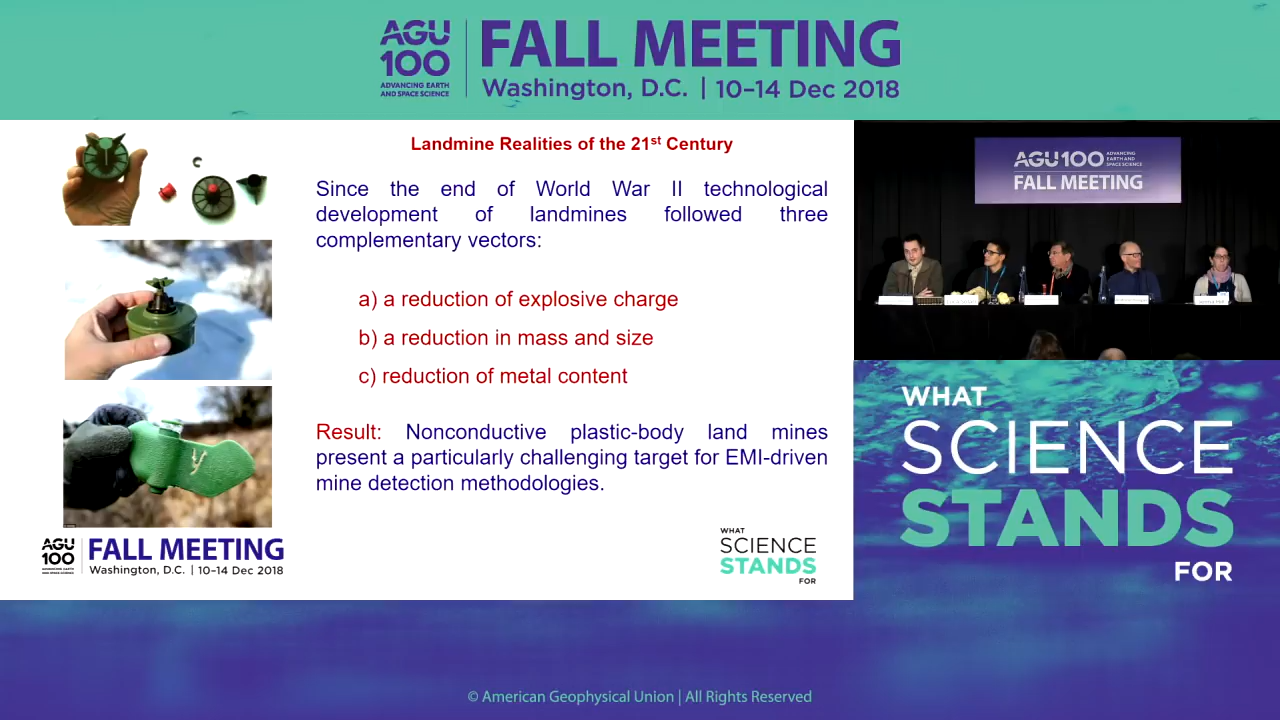 AGU
100
ADVANCING EARTH
AND SPACE SCIENCE
FALL MEETING
Washington, D.C. | 10–14 Dec 2018
Landmine Realities of the 21st Century
Since the end of World War II technological
development of landmines followed three
complementary vectors:
a) a reduction of explosive charge
b) a reduction in mass and size
c) reduction of metal content
Result: Nonconductive plastic-body land mines
present a particularly challenging target for EMI-driven
mine detection methodologies.
AGU
100
ADVANCING EARTH
AND SPACE SCIENCE
FALL MEETING
Washington, D.C. | 10–14 Dec 2018
WHAT
SCIENCE
STANDS
FOR
AGU100
ADVANCING
EARTH AND
SPACE SCIENCE
FALL MEETING
WHAT
SCIENCE
STANDS
FOR
© American Geophysical Union | All Rights Reserved